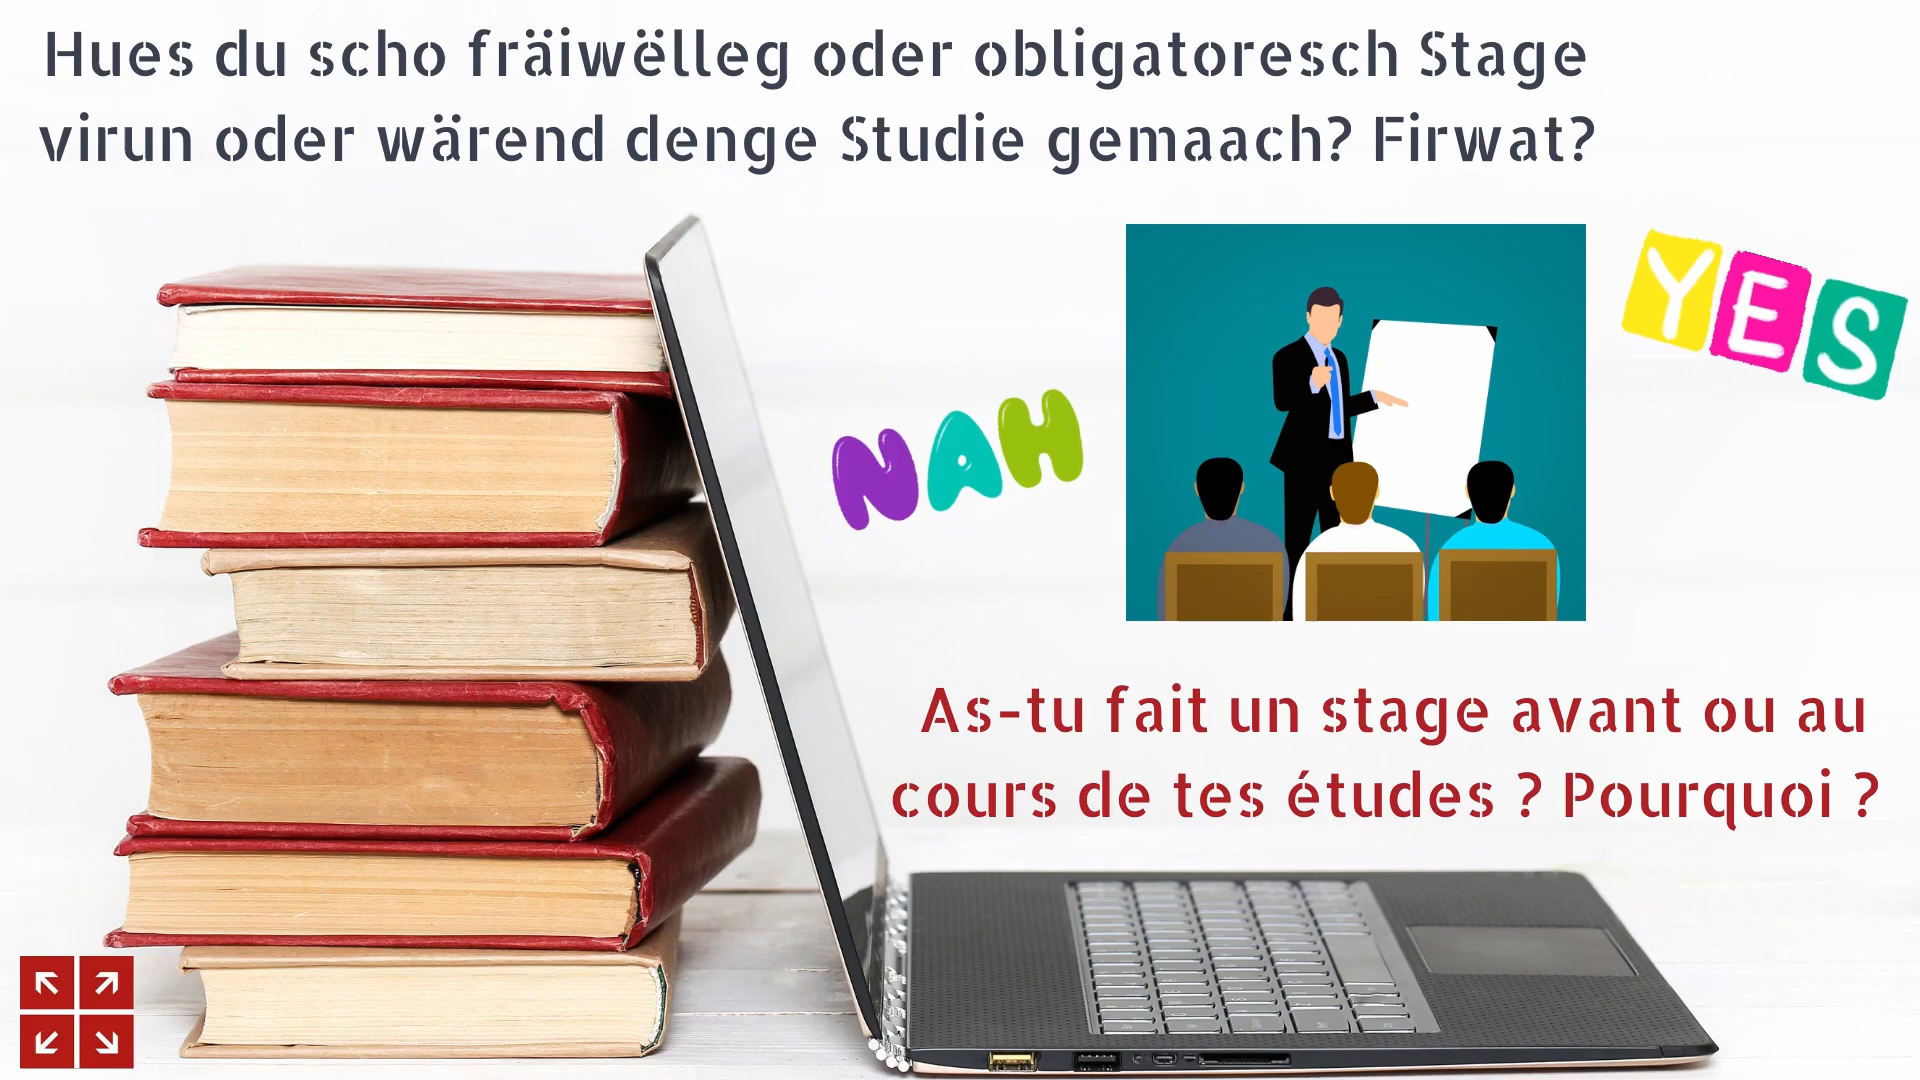 Hues du scho fräiwëlleg oder obligatoresch Stage
virun oder wärend denge Studie gemaach? Firwat?
YES
NAH
As-tu fait un stage avant ou au
cours de tes études ? Pourquoi ?